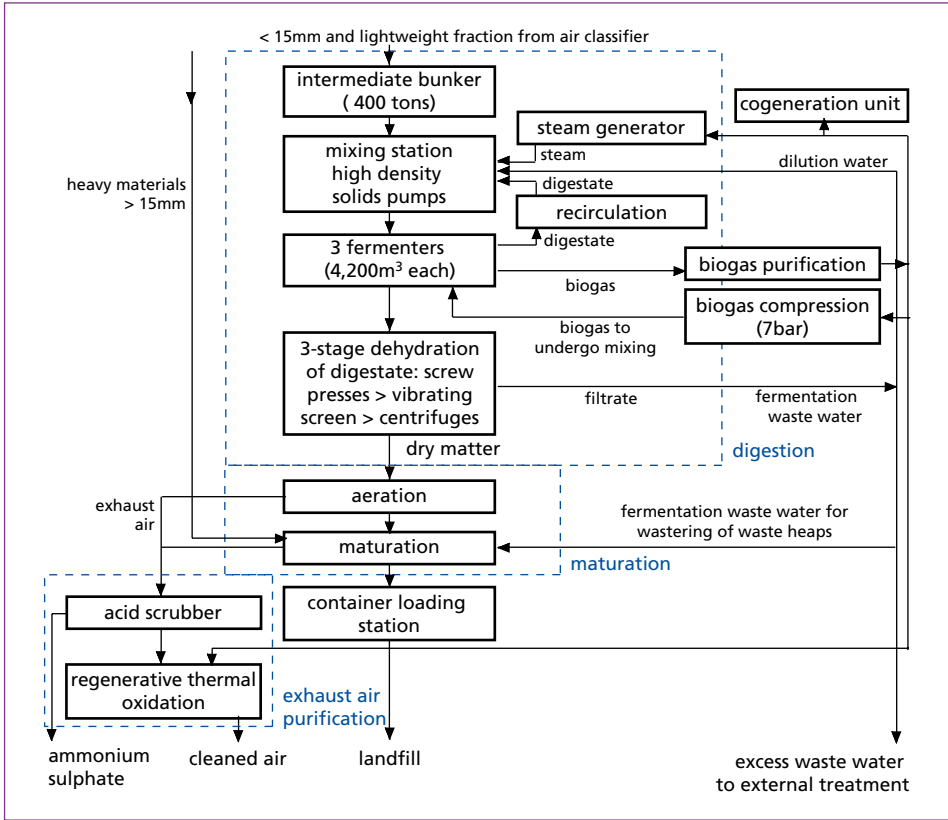 < 15mm and lightweight fraction from air classifier
intermediate bunker
( 400 tons)
cogeneration unit
steam generator
steam
mixing station
high density
solids pumps
dilution water
heavy materials
> 15mm
digestate
recirculation
digestate
3 fermenters
(4,200m³ each)
biogas
biogas purification
biogas compression
(7bar)
biogas to
undergo mixing
3-stage dehydration
of digestate: screw
presses > vibrating
screen > centrifuges
filtrate
fermentation
waste water
dry matter
digestion
aeration
exhaust
air
fermentation waste water for
wastering of waste heaps
maturation
maturation
acid scrubber
container loading
station
regenerative thermal
oxidation
exhaust air
purification
ammonium
sulphate
cleaned air
landfill
excess waste water
to external treatment